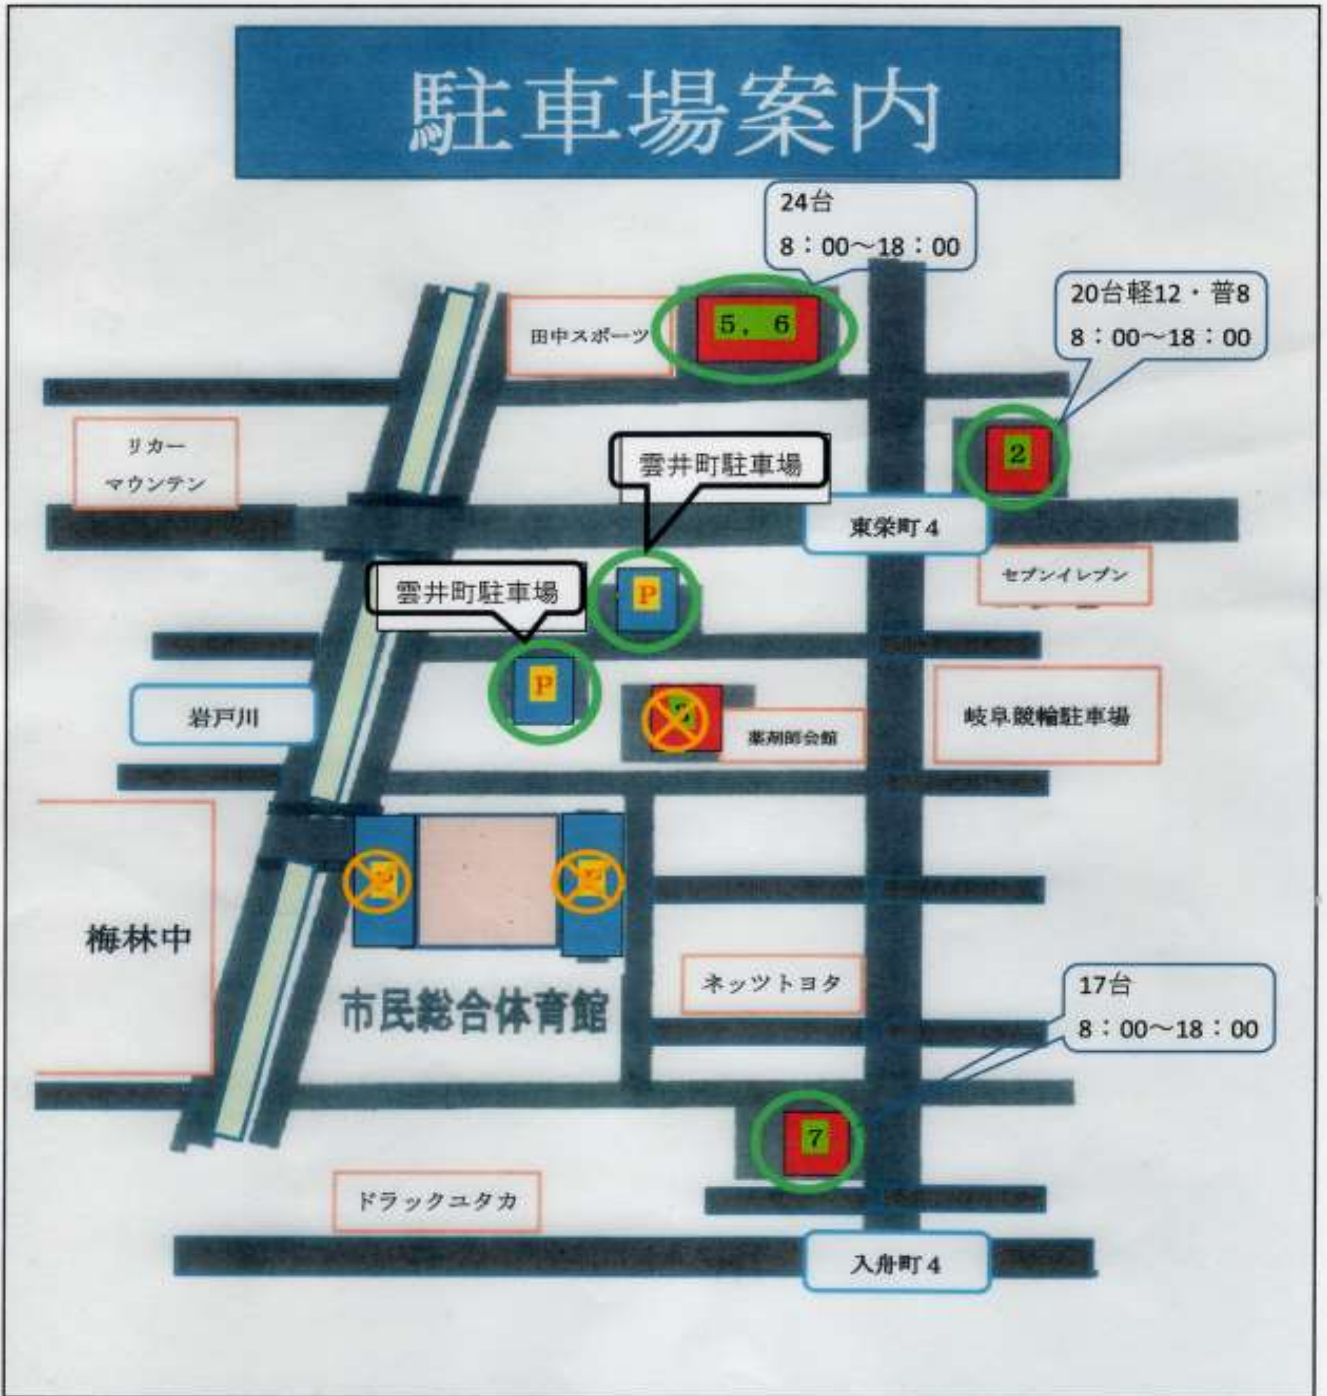 駐車場案内
24台
8：00～18：00
20台軽12・普8
8：00～18：00
田中スポーツ
5，6
リカー
マウンテン
2
雲井町駐車場
東栄町4
セブンイレブン
雲井町駐車場
P
P
岩戸川
薬剤師会館
岐阜競輪駐車場
梅林中
市民総合体育館
ネッツトヨタ
17台
8：00～18：00
7
ドラックユタカ
入舟町4